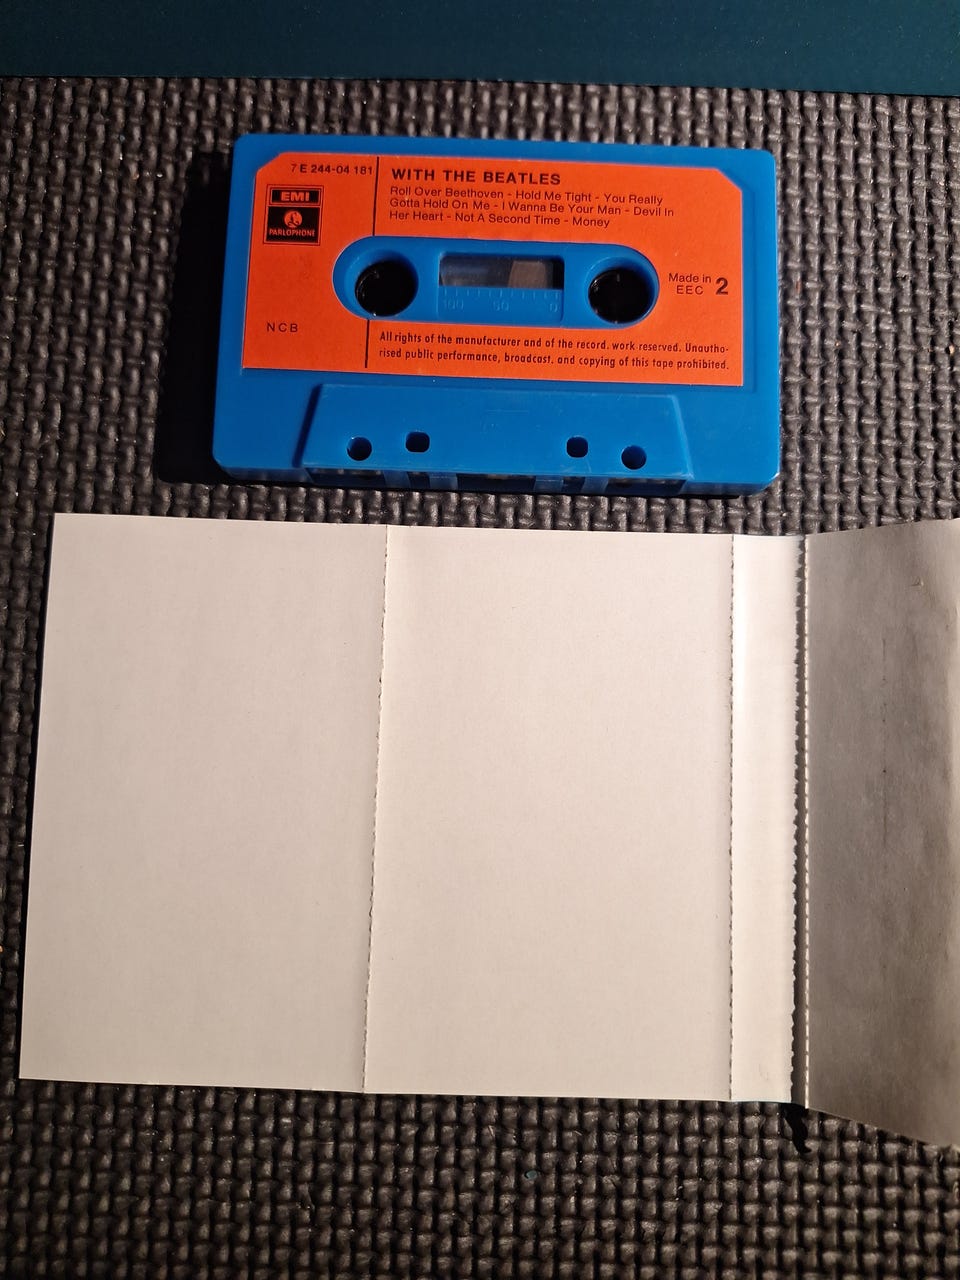 7 E 244-04 181
WITH THE BEATLES
Roll Over Beethoven - Hold Me Tight - You Really
Gotta Hold On Me - I Wanna Be Your Man - Devil In
Her Heart - Not A Second Time - Money
EMI
PARLOPHONE
Made in
EEC 2
100 50 0
NCB
All rights of the manufacturer and of the record. work reserved. Unautho-
rised public performance, broadcast. and copying of this tape prohibited.